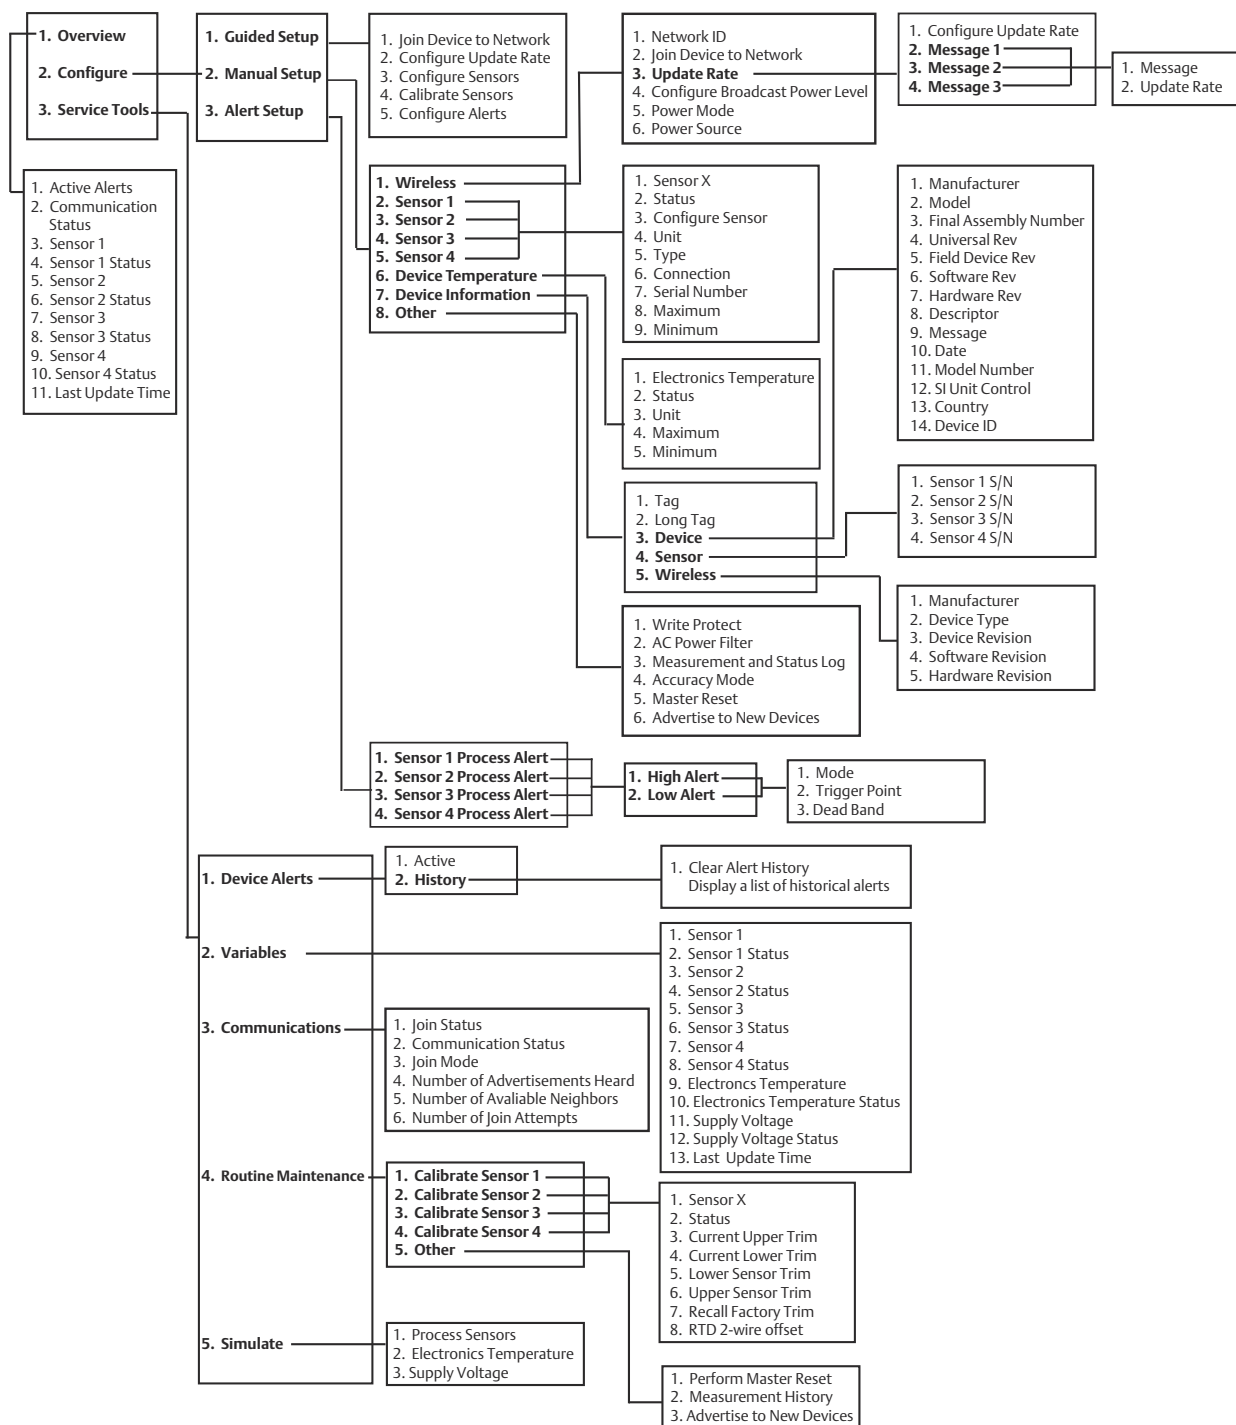 1. Overview
2. Configure
3. Service Tools
1. Guided Setup
2. Manual Setup
3. Alert Setup
1. Join Device to Network
2. Configure Update Rate
3. Configure Sensors
4. Calibrate Sensors
5. Configure Alerts
1. Network ID
2. Join Device to Network
3. Update Rate
4. Configure Broadcast Power Level
5. Power Mode
6. Power Source
1. Configure Update Rate
2. Message 1
3. Message 2
4. Message 3
1. Message
2. Update Rate
1. Active Alerts
2. Communication
Status
3. Sensor 1
4. Sensor 1 Status
5. Sensor 2
6. Sensor 2 Status
7. Sensor 3
8. Sensor 3 Status
9. Sensor 4
10. Sensor 4 Status
11. Last Update Time
1. Wireless
2. Sensor 1
3. Sensor 2
4. Sensor 3
5. Sensor 4
6. Device Temperature
7. Device Information
8. Other
1. Sensor X
2. Status
3. Configure Sensor
4. Unit
5. Type
6. Connection
7. Serial Number
8. Maximum
9. Minimum
1. Manufacturer
2. Model
3. Final Assembly Number
4. Universal Rev
5. Field Device Rev
6. Software Rev
7. Hardware Rev
8. Descriptor
9. Message
10. Date
11. Model Number
12. SI Unit Control
13. Country
14. Device ID
1. Electronics Temperature
2. Status
3. Unit
4. Maximum
5. Minimum
1. Tag
2. Long Tag
3. Device
4. Sensor
5. Wireless
1. Sensor 1 S/N
2. Sensor 2 S/N
3. Sensor 3 S/N
4. Sensor 4 S/N
1. Manufacturer
2. Device Type
3. Device Revision
4. Software Revision
5. Hardware Revision
1. Write Protect
2. AC Power Filter
3. Measurement and Status Log
4. Accuracy Mode
5. Master Reset
6. Advertise to New Devices
1. Sensor 1 Process Alert
2. Sensor 2 Process Alert
3. Sensor 3 Process Alert
4. Sensor 4 Process Alert
1. High Alert
2. Low Alert
1. Mode
2. Trigger Point
3. Dead Band
1. Device Alerts
2. Variables
3. Communications
4. Routine Maintenance
5. Simulate
1. Active
2. History
1. Clear Alert History
Display a list of historical alerts
1. Sensor 1
2. Sensor 1 Status
3. Sensor 2
4. Sensor 2 Status
5. Sensor 3
6. Sensor 3 Status
7. Sensor 4
8. Sensor 4 Status
9. Electroncs Temperature
10. Electronics Temperature Status
11. Supply Voltage
12. Supply Voltage Status
13. Last Update Time
1. Join Status
2. Communication Status
3. Join Mode
4. Number of Advertisements Heard
5. Number of Avaliable Neighbors
6. Number of Join Attempts
1. Calibrate Sensor 1
2. Calibrate Sensor 2
3. Calibrate Sensor 3
4. Calibrate Sensor 4
5. Other
1. Sensor X
2. Status
3. Current Upper Trim
4. Current Lower Trim
5. Lower Sensor Trim
6. Upper Sensor Trim
7. Recall Factory Trim
8. RTD 2-wire offset
1. Process Sensors
2. Electronics Temperature
3. Supply Voltage
1. Perform Master Reset
2. Measurement History
3. Advertise to New Devices